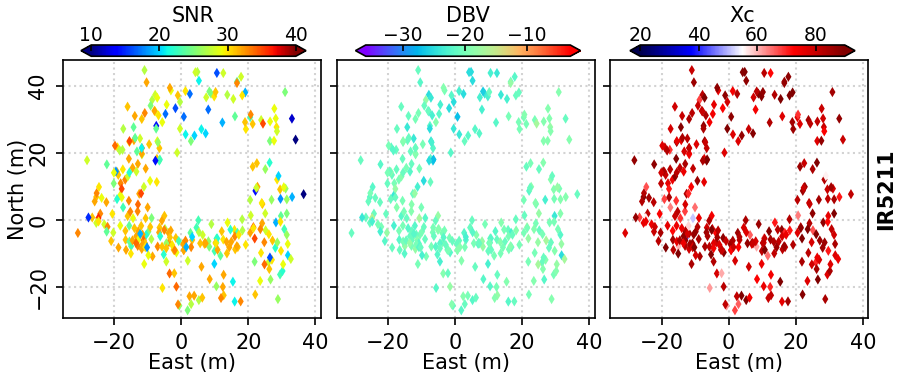 SNR DBV Xc
10 20 30 40 −30 −20 −10 20 40 60 80
40
20
0
−20
North (m)
IR5211
−20 0 20 40 −20 0 20 40 −20 0 20 40
East (m) East (m) East (m)